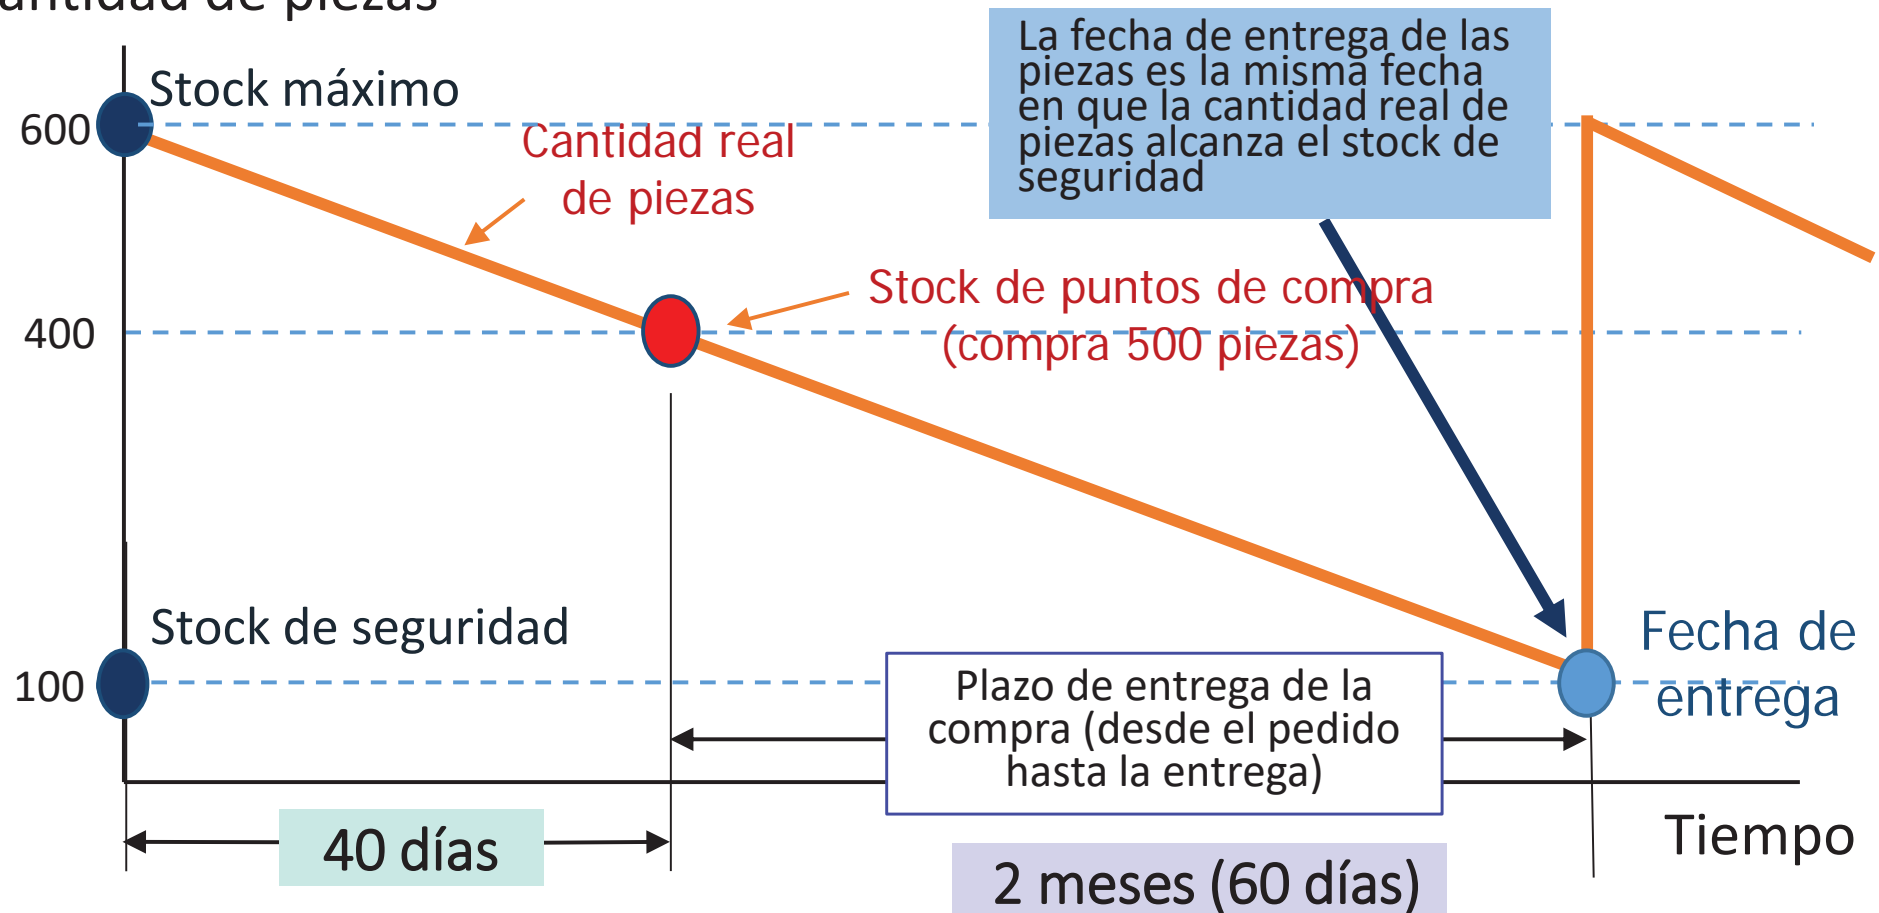 de piezas
La fecha de entrega de las
piezas es la misma fecha
en que la cantidad real de
piezas alcanza el stock de
seguridad
Stock máximo
600
Cantidad real
de piezas
Stock de puntos de compra
(compra 500 piezas)
400
Stock de seguridad
100
Fecha de
entrega
Plazo de entrega de la
compra (desde el pedido
hasta la entrega)
Tiempo
40 días
2 meses (60 días)